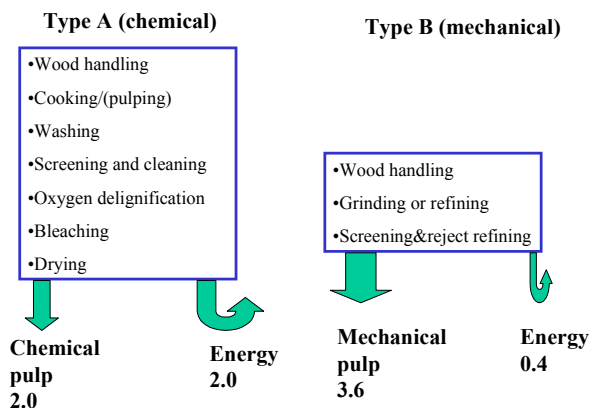 Type A (chemical)
•Wood handling
•Cooking/(pulping)
•Washing
•Screening and cleaning
•Oxygen delignification
•Bleaching
•Drying
Chemical
pulp
2.0
Energy
2.0
Type B (mechanical)
•Wood handling
•Grinding or refining
•Screening&reject refining
Mechanical
pulp
3.6
Energy
0.4